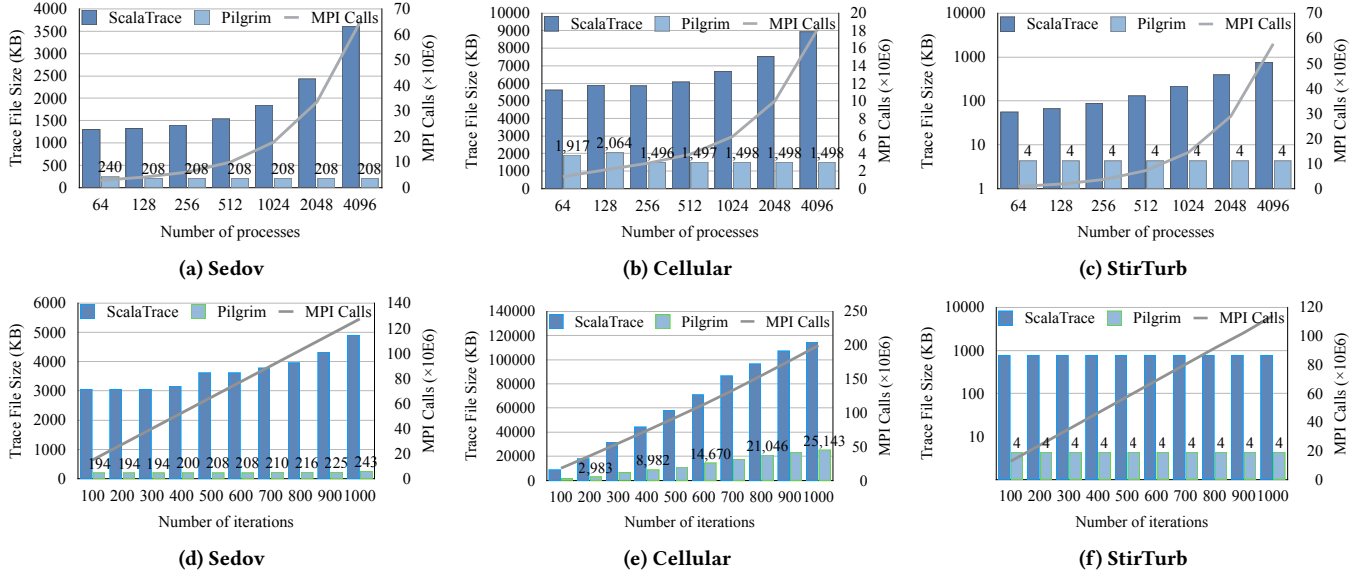 ScalaTrace Pilgrim MPI Calls
Trace File Size (KB)
4000
3500
3000
2500
2000
1500
1000
500
0
240 208 208 208 208 208 208
MPI Calls (×10E6)
70
60
50
40
30
20
10
0
64 128 256 512 1024 2048 4096
Number of processes
(a) Sedov
ScalaTrace Pilgrim MPI Calls
Trace File Size (KB)
10000
9000
8000
7000
6000
5000
4000
3000
2000
1000
0
1,917 2,064 1,496 1,497 1,498 1,498 1,498
MPI Calls (×10E6)
20
18
16
14
12
10
8
6
4
2
0
64 128 256 512 1024 2048 4096
Number of processes
(b) Cellular
ScalaTrace Pilgrim MPI Calls
Trace File Size (KB)
10000
1000
100
10
1
4 4 4 4 4 4 4
MPI Calls (×10E6)
70
60
50
40
30
20
10
0
64 128 256 512 1024 2048 4096
Number of processes
(c) StirTurb
ScalaTrace Pilgrim MPI Calls
Trace File Size (KB)
6000
5000
4000
3000
2000
1000
0
194 194 194 200 208 208 210 216 225 243
MPI Calls (×10E6)
140
120
100
80
60
40
20
0
100 200 300 400 500 600 700 800 900 1000
Number of iterations
(d) Sedov
ScalaTrace Pilgrim MPI Calls
Trace File Size (KB)
140000
120000
100000
80000
60000
40000
20000
0
2,983 8,982 14,670 21,046 25,143
MPI Calls (×10E6)
250
200
150
100
50
0
100 200 300 400 500 600 700 800 900 1000
Number of iterations
(e) Cellular
ScalaTrace Pilgrim MPI Calls
Trace File Size (KB)
10000
1000
100
10
4 4 4 4 4 4 4 4 4 4
MPI Calls (×10E6)
120
100
80
60
40
20
0
100 200 300 400 500 600 700 800 900 1000
Number of iterations
(f) StirTurb